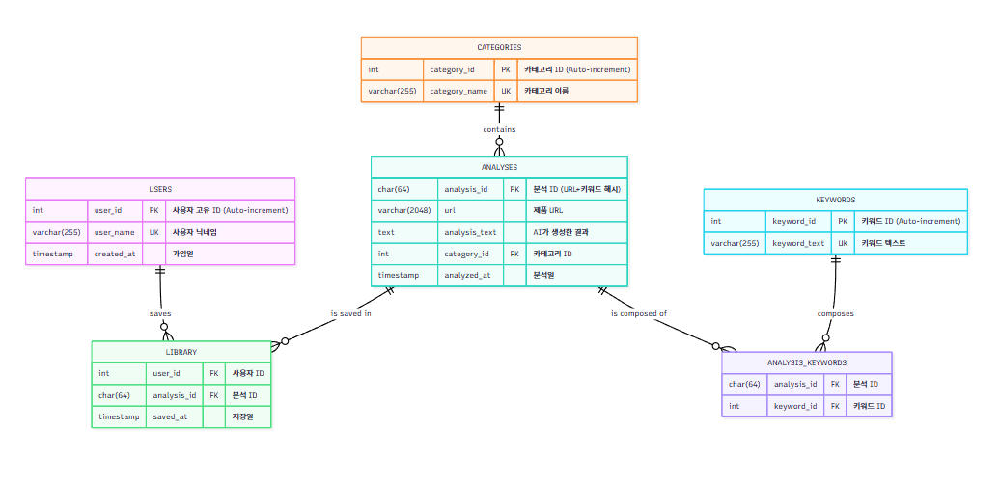 CATEGORIES
int category_id PK 카테고리 ID (Auto-increment)
varchar(255) category_name UK 카테고리 이름
contains
ANALYSES
char(64) analysis_id PK 분석 ID (URL+키워드 해시)
varchar(2048) url 제품 URL
text analysis_text AI가 생성한 결과
int category_id FK 카테고리 ID
timestamp analyzed_at 분석일
USERS
int user_id PK 사용자 고유 ID (Auto-increment)
varchar(255) user_name UK 사용자 닉네임
timestamp created_at 가입일
KEYWORDS
int keyword_id PK 키워드 ID (Auto-increment)
varchar(255) keyword_text UK 키워드 텍스트
saves
is saved in
is composed of
composes
LIBRARY
int user_id FK 사용자 ID
char(64) analysis_id FK 분석 ID
timestamp saved_at 저장일
ANALYSIS_KEYWORDS
char(64) analysis_id FK 분석 ID
int keyword_id FK 키워드 ID